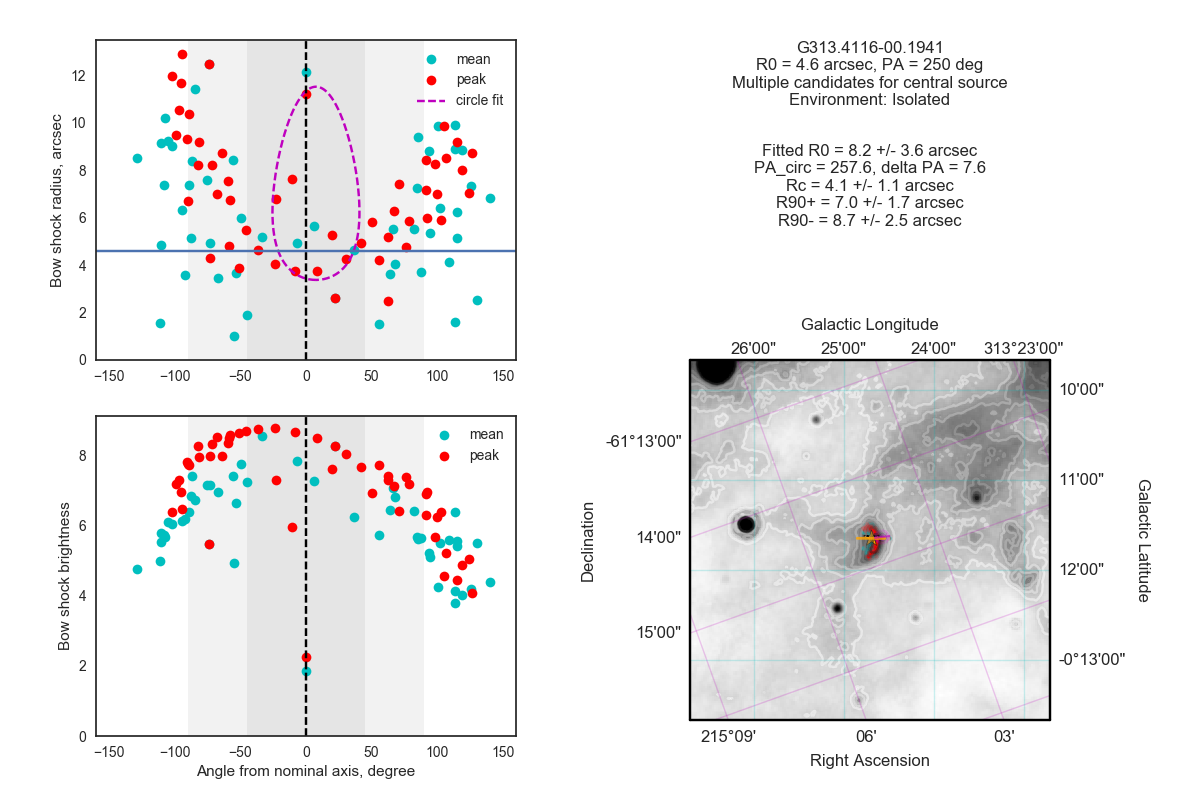 12
10
8
6
4
2
0
−150
−100
−50
0
50
100
150
Bow shock radius, arcsec
mean
peak
circle fit
G313.4116-00.1941
R0 = 4.6 arcsec, PA = 250 deg
Multiple candidates for central source
Environment: Isolated
Fitted R0 = 8.2 +/- 3.6 arcsec
PA_circ = 257.6, delta PA = 7.6
Rc = 4.1 +/- 1.1 arcsec
R90+ = 7.0 +/- 1.7 arcsec
R90- = 8.7 +/- 2.5 arcsec
8
6
4
2
0
−150
−100
−50
0
50
100
150
Bow shock brightness
Angle from nominal axis, degree
mean
peak
Galactic Longitude
26'00"
25'00"
24'00"
313°23'00"
10'00"
11'00"
12'00"
-0°13'00"
Galactic Latitude
-61°13'00"
14'00"
15'00"
Declination
215°09'
06'
03'
Right Ascension